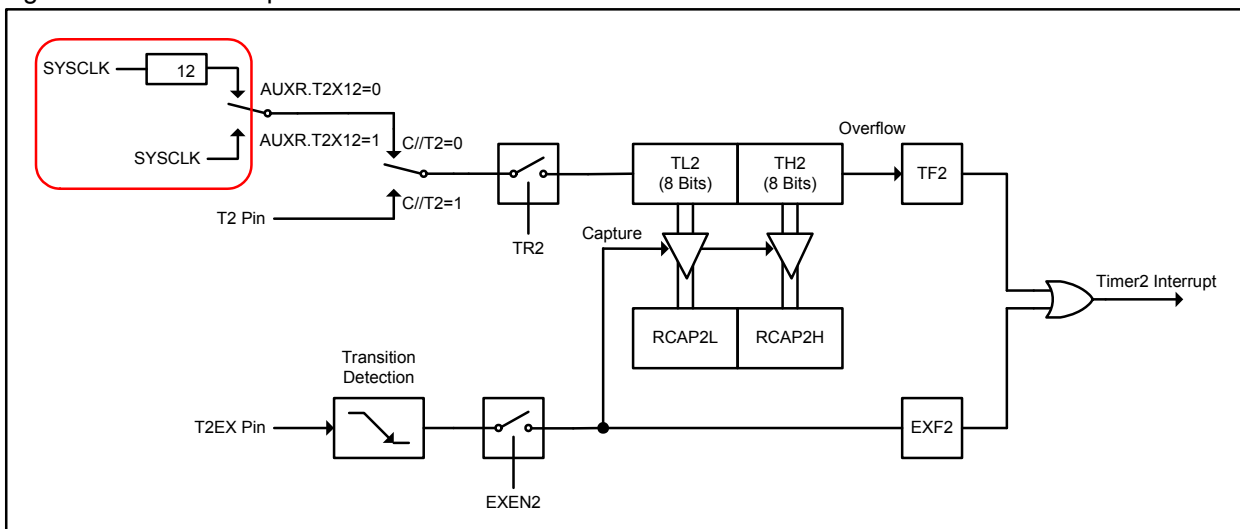 SYSCLK
12
AUXR.T2X12=0
AUXR.T2X12=1
SYSCLK
C//T2=0
C//T2=1
T2 Pin
TR2
TL2
(8 Bits)
TH2
(8 Bits)
Overflow
TF2
Capture
RCAP2L
RCAP2H
Timer2 Interrupt
Transition
Detection
T2EX Pin
EXEN2
EXF2